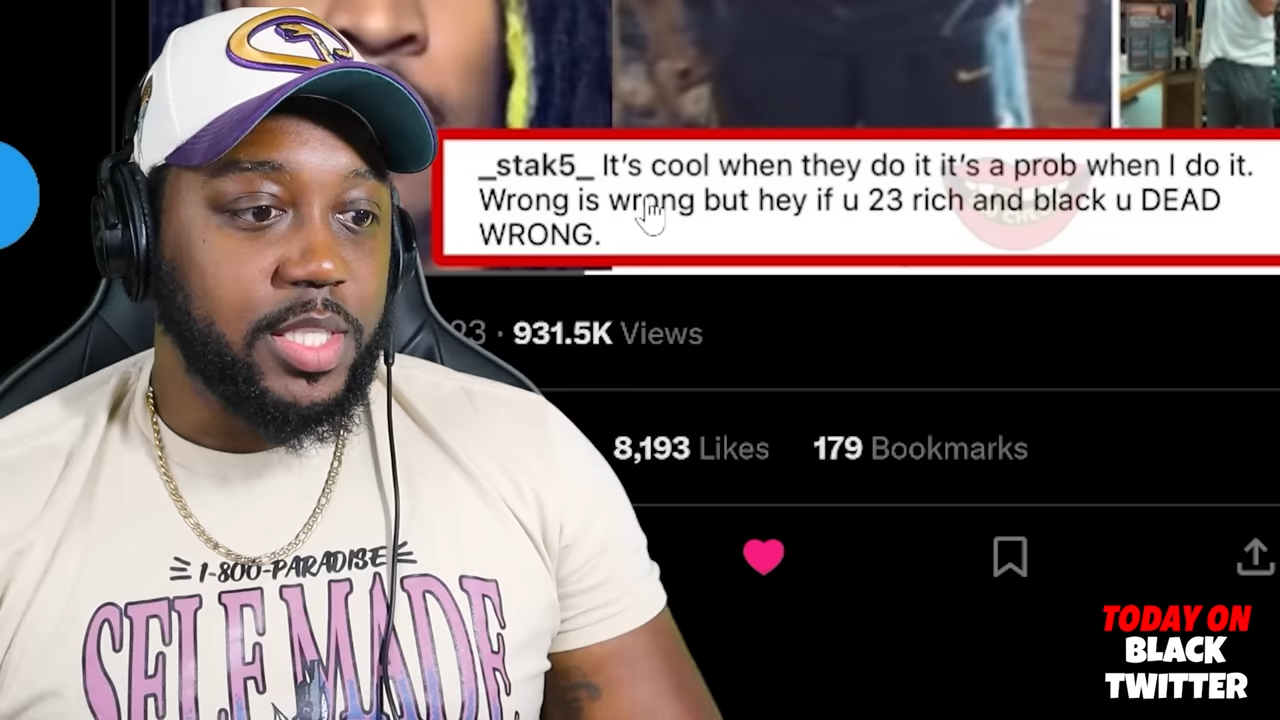 _stak5_ It's cool when they do it it's a prob when I do it.
Wrong is wrong but hey if u 23 rich and black u DEAD
WRONG.
23 · 931.5K Views
8,193 Likes 179 Bookmarks
1-800-PARADISE
SELF MADE
TODAY ON
BLACK
TWITTER